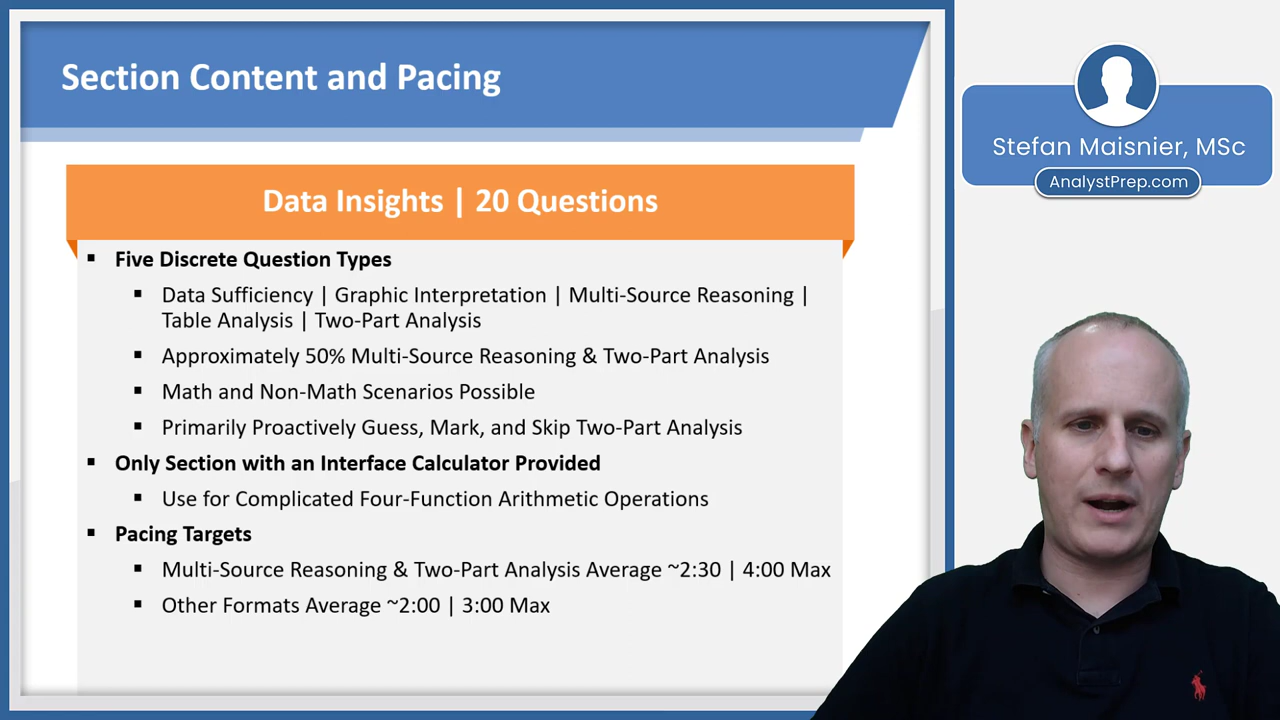 Section Content and Pacing
Data Insights | 20 Questions
▪ Five Discrete Question Types
▪ Data Sufficiency | Graphic Interpretation | Multi-Source Reasoning |
Table Analysis | Two-Part Analysis
▪ Approximately 50% Multi-Source Reasoning & Two-Part Analysis
▪ Math and Non-Math Scenarios Possible
▪ Primarily Proactively Guess, Mark, and Skip Two-Part Analysis
▪ Only Section with an Interface Calculator Provided
▪ Use for Complicated Four-Function Arithmetic Operations
▪ Pacing Targets
▪ Multi-Source Reasoning & Two-Part Analysis Average ~2:30 | 4:00 Max
▪ Other Formats Average ~2:00 | 3:00 Max
Stefan Maisnier, MSc
AnalystPrep.com